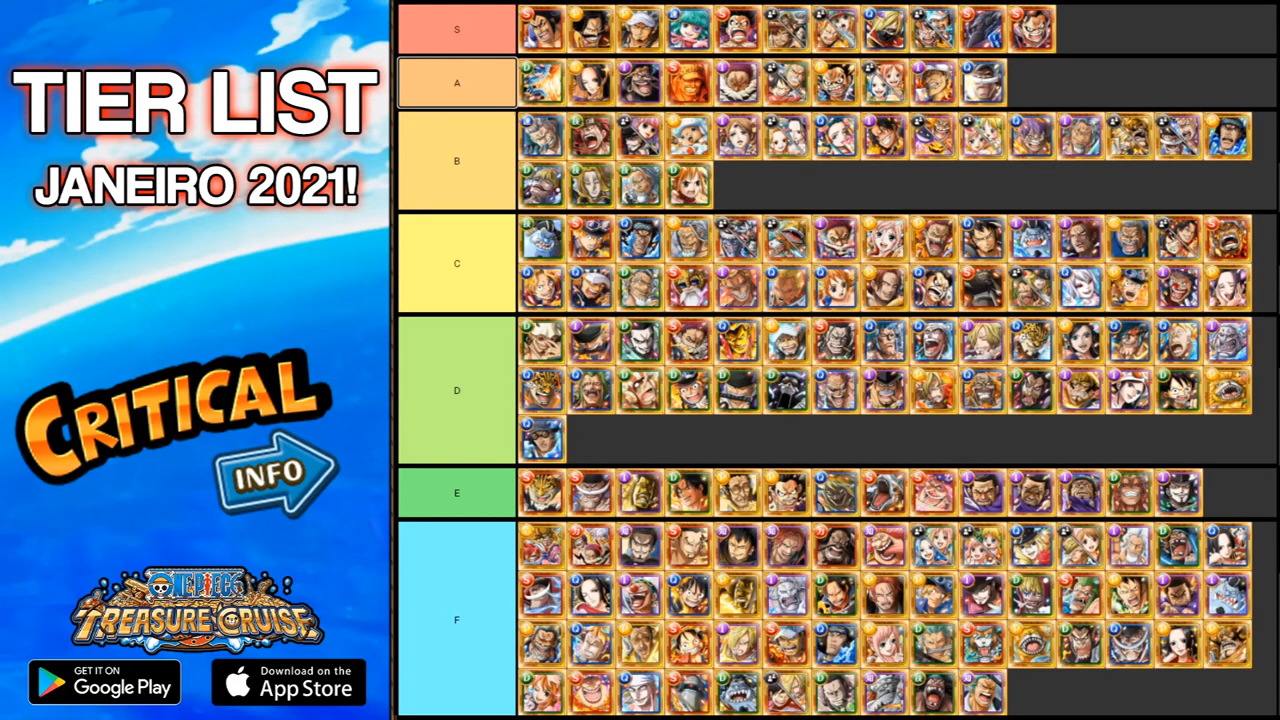 TIER LIST
JANEIRO 2021!
CRITICAL
INFO
ONE PIECE
TREASURE CRUISE
GET IT ON
Google Play
Download on the
App Store
S
A
B
C
D
E
F